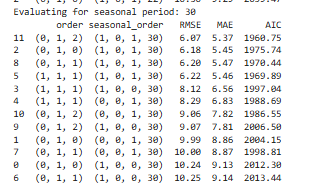 Evaluating for seasonal period: 30
order seasonal_order RMSE MAE AIC
11 (0, 1, 2) (1, 0, 1, 30) 6.07 5.37 1960.75
2 (0, 1, 0) (1, 0, 1, 30) 6.18 5.45 1975.74
8 (0, 1, 1) (1, 0, 1, 30) 6.20 5.47 1970.44
5 (1, 1, 1) (1, 0, 1, 30) 6.22 5.46 1969.89
3 (1, 1, 1) (1, 0, 0, 30) 8.12 6.56 1997.04
4 (1, 1, 1) (0, 0, 1, 30) 8.29 6.83 1988.69
10 (0, 1, 2) (0, 0, 1, 30) 9.06 7.82 1986.55
9 (0, 1, 2) (1, 0, 0, 30) 9.07 7.81 2006.50
1 (0, 1, 0) (0, 0, 1, 30) 9.99 8.86 2004.15
7 (0, 1, 1) (0, 0, 1, 30) 10.00 8.87 1998.81
0 (0, 1, 0) (1, 0, 0, 30) 10.24 9.13 2012.30
6 (0, 1, 1) (1, 0, 0, 30) 10.25 9.14 2013.44